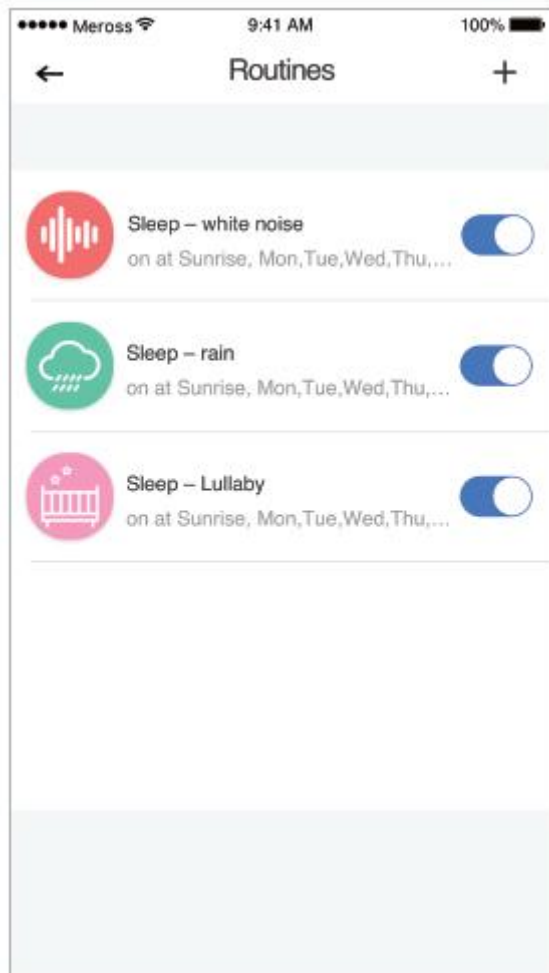 Meross 9:41 AM 100%
← Routines +
Sleep – white noise
on at Sunrise, Mon,Tue,Wed,Thu,...
Sleep – rain
on at Sunrise, Mon,Tue,Wed,Thu,...
Sleep – Lullaby
on at Sunrise, Mon,Tue,Wed,Thu,...